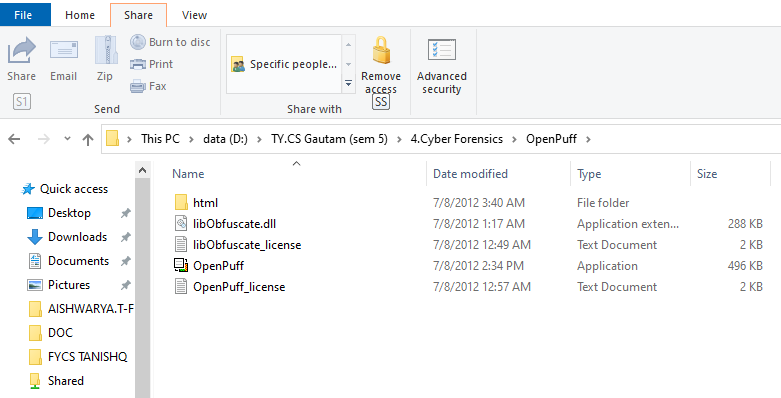 File Share View
Share Email Zip Burn to disc Print Fax Specific people... Remove access Advanced security
S1 SS
Send Share with
This PC data (D:) TY.CS Gautam (sem 5) 4.Cyber Forensics OpenPuff
Name Date modified Type Size
Quick access
Desktop
Downloads
Documents
Pictures
AISHWARYA.T-F
DOC
FYCS TANISHQ
Shared
html 7/8/2012 3:40 AM File folder
libObfuscate.dll 7/8/2012 1:17 AM Application exten... 288 KB
libObfuscate_license 7/8/2012 12:49 AM Text Document 2 KB
OpenPuff 7/8/2012 2:34 PM Application 496 KB
OpenPuff_license 7/8/2012 12:57 AM Text Document 2 KB